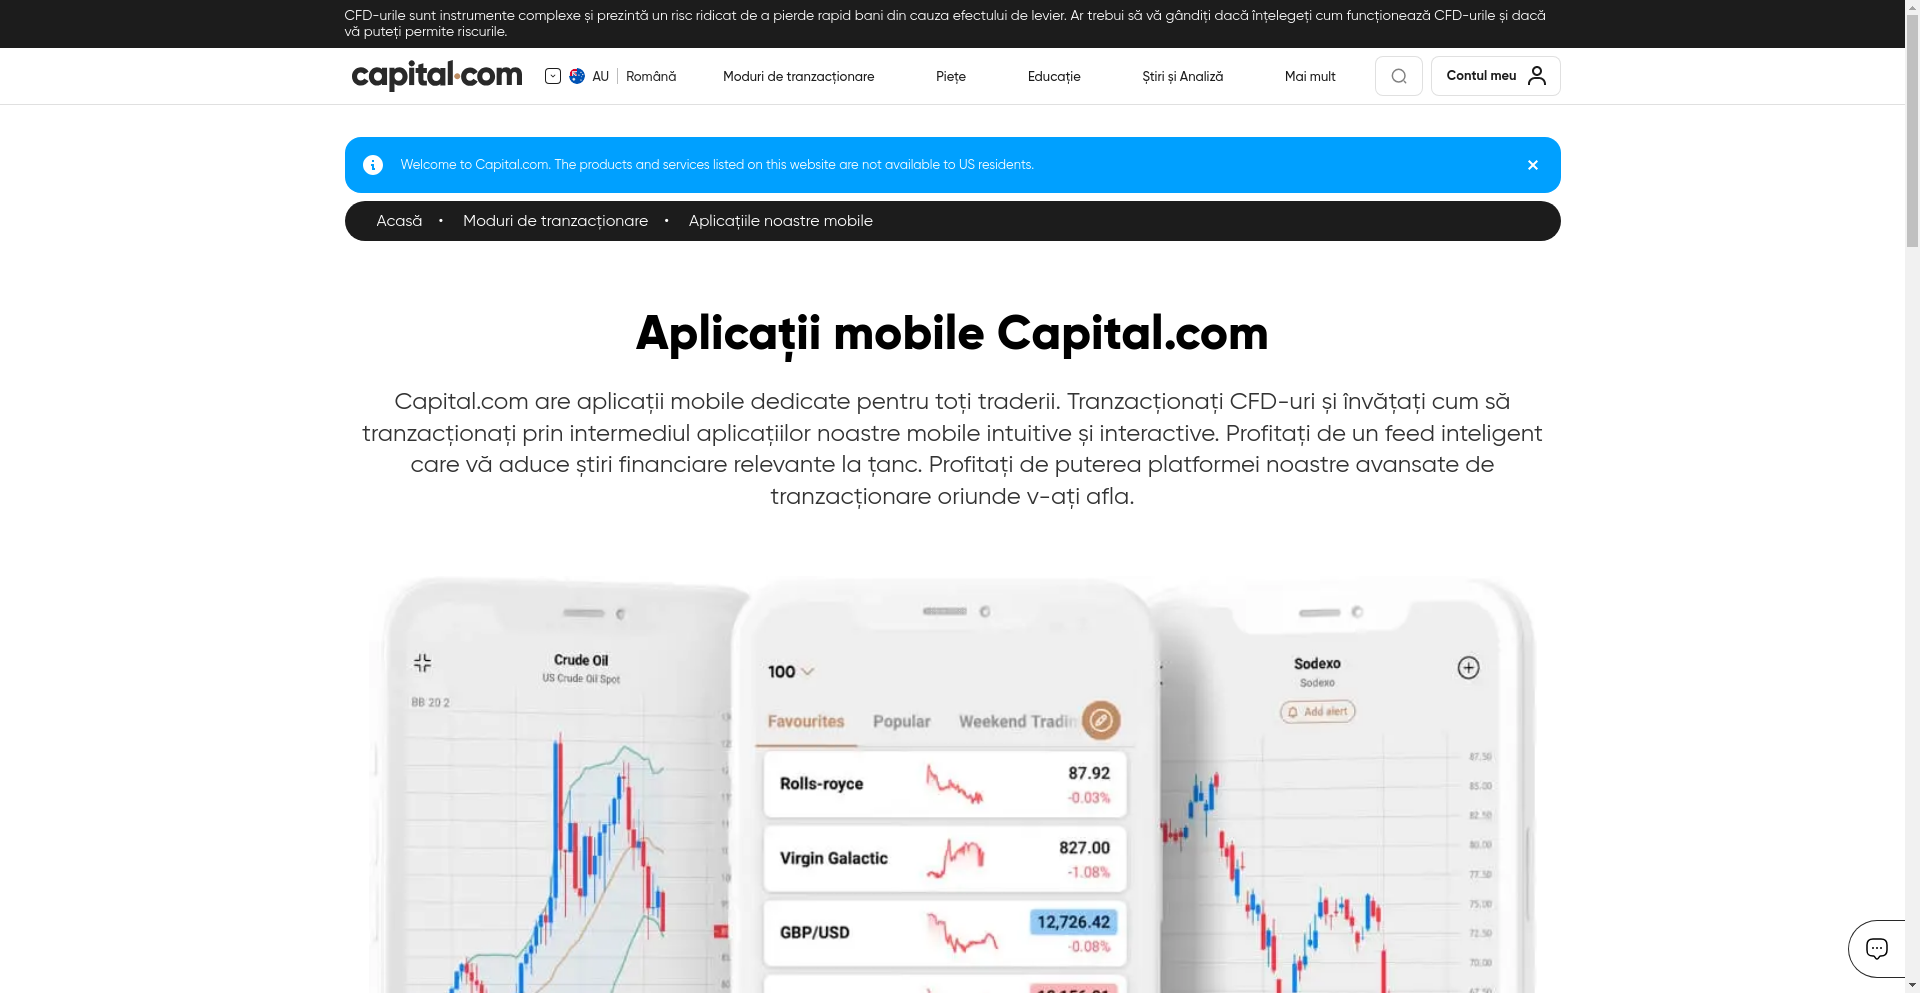 CFD-urile sunt instrumente complexe și prezintă un risc ridicat de a pierde rapid bani din cauza efectului de levier. Ar trebui să vă gândiți dacă înțelegeți cum funcționează CFD-urile și dacă
vă puteți permite riscurile.
capital.com
AU
Română
Moduri de tranzacționare
Piețe
Educație
Știri și Analiză
Mai mult
Contul meu
Welcome to Capital.com. The products and services listed on this website are not available to US residents.
Acasă
Moduri de tranzacționare
Aplicațiile noastre mobile
Aplicații mobile Capital.com
Capital.com are aplicații mobile dedicate pentru toți traderii. Tranzacționați CFD-uri și învățați cum să
tranzacționați prin intermediul aplicațiilor noastre mobile intuitive și interactive. Profitați de un feed inteligent
care vă aduce știri financiare relevante la țanc. Profitați de puterea platformei noastre avansate de
tranzacționare oriunde v-ați afla.
Crude Oil
US Crude Oil Spot
BB 20 2
100
Favourites
Popular
Weekend Tradin
Rolls-royce
87.92
-0.03%
Virgin Galactic
827.00
-1.08%
GBP/USD
12,726.42
-0.08%
Sodexo
Sodexo
Add alert
87.50
85.00
82.50
80.00
77.50
75.00
72.50
70.00